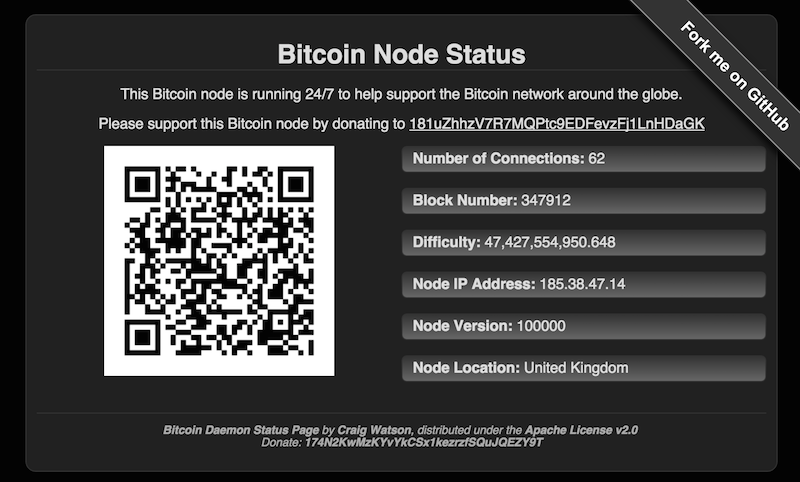 Fork me on GitHub
Bitcoin Node Status
This Bitcoin node is running 24/7 to help support the Bitcoin network around the globe.
Please support this Bitcoin node by donating to 181uZhhzV7R7MQPtc9EDFevzFj1LnHDaGK
Number of Connections: 62
Block Number: 347912
Difficulty: 47,427,554,950.648
Node IP Address: 185.38.47.14
Node Version: 100000
Node Location: United Kingdom
Bitcoin Daemon Status Page by Craig Watson, distributed under the Apache License v2.0
Donate: 174N2KwMzKYvYkCSx1kezrzfSQuJQEZY9T